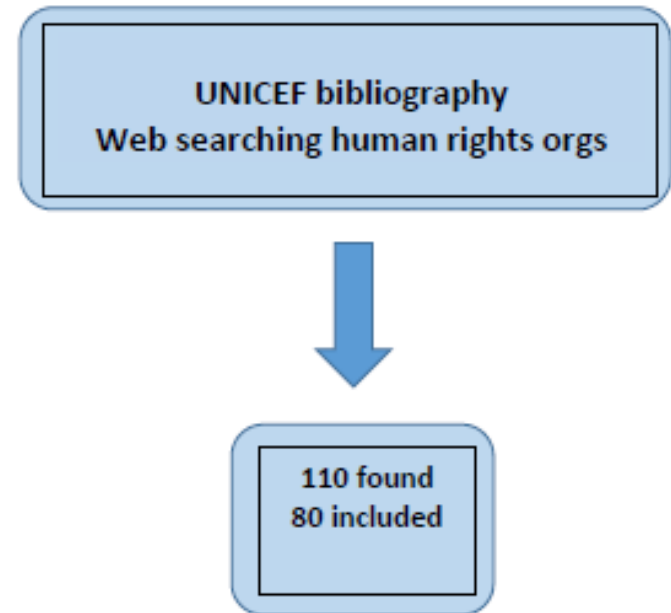 UNICEF bibliography
Web searching human rights orgs
110 found
80 included